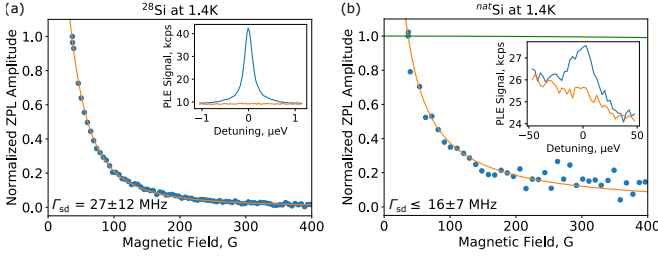 (a)
²⁸Si at 1.4K
Normalized ZPL Amplitude
1.0
0.8
0.6
0.4
0.2
0.0
0
100
200
300
400
Magnetic Field, G
Γsd = 27±12 MHz
PLE Signal, kcps
40
30
20
10
−1
0
1
Detuning, μeV
(b)
ⁿᵃᵗSi at 1.4K
Normalized ZPL Amplitude
1.0
0.8
0.6
0.4
0.2
0.0
0
100
200
300
400
Magnetic Field, G
Γsd ≤ 16±7 MHz
PLE Signal, kcps
27
26
25
24
−50
0
50
Detuning, μeV